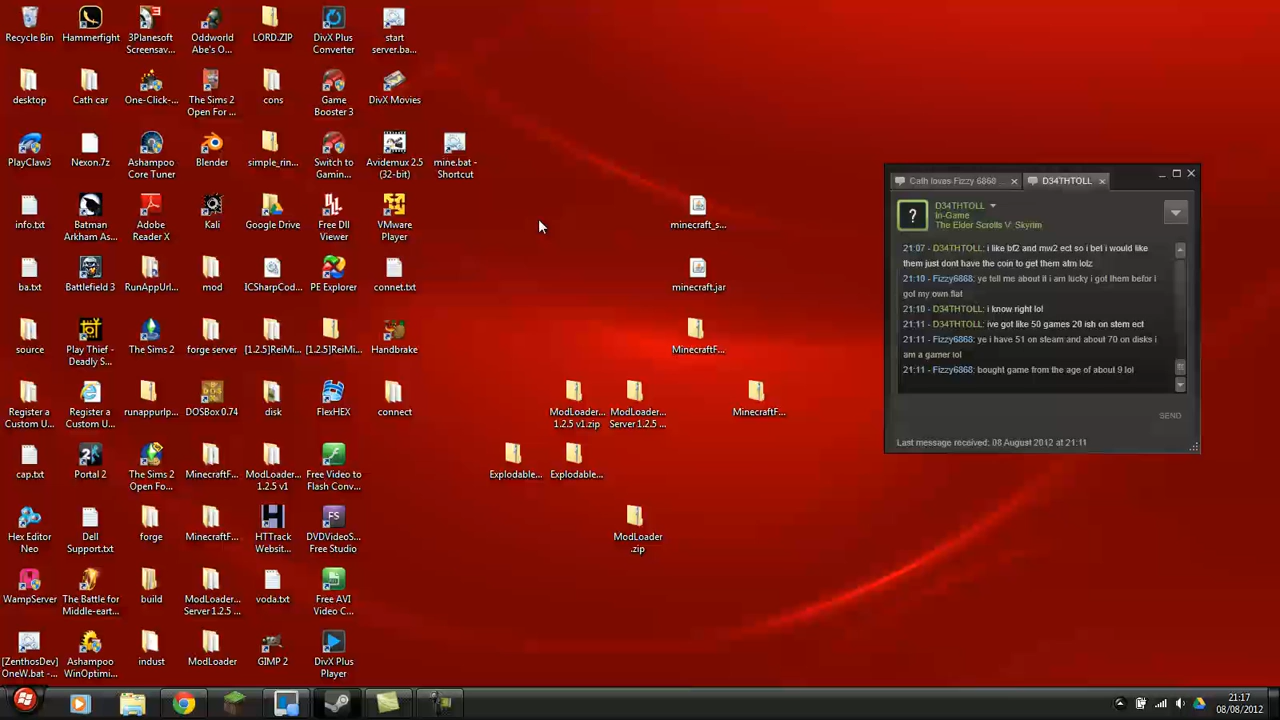 Recycle Bin
Hammerfight
3Planesoft
Screensav...
Oddworld
Abe's O...
LORD.ZIP
DivX Plus
Converter
start
server.ba...
desktop
Cath car
One-Click-...
The Sims 2
Open For ...
cons
Game
Booster 3
DivX Movies
PlayClaw3
Nexon.7z
Ashampoo
Core Tuner
Blender
simple_rin...
Switch to
Gamin...
Avidemux 2.5
(32-bit)
mine.bat -
Shortcut
info.txt
Batman
Arkham As...
Adobe
Reader X
Kali
Google Drive
Free Dll
Viewer
VMware
Player
minecraft_s...
ba.txt
Battlefield 3
RunAppUrl...
mod
ICSharpCod...
PE Explorer
connet.txt
minecraft.jar
source
Play Thief -
Deadly S...
The Sims 2
forge server
[1.2.5]ReiMi...
[1.2.5]ReiMi...
Handbrake
MinecraftF...
Register a
Custom U...
Register a
Custom U...
runappurlp...
DOSBox 0.74
DOS
disk
FlexHEX
connect
ModLoader...
1.2.5 v1.zip
ModLoader...
Server 1.2.5 ...
MinecraftF...
cap.txt
Portal 2
The Sims 2
Open Fo...
MinecraftF...
ModLoader...
1.2.5 v1
Free Video to
Flash Conv...
Explodable...
Explodable...
Hex Editor
Neo
Dell
Support.txt
forge
MinecraftF...
HTTrack
Websit...
FS
DVDVideoS...
Free Studio
ModLoader
.zip
WampServer
The Battle for
Middle-eart...
build
ModLoader...
Server 1.2.5 ...
voda.txt
Free AVI
Video C...
[ZenthosDev]
OneW.bat -...
Ashampoo
WinOptimi...
indust
ModLoader
GIMP 2
DivX Plus
Player
Cath lovas Fizzy 6868 ...
D34THTOLL
D34THTOLL
In-Game
The Elder Scrolls V: Skyrim
21:07 - D34THTOLL: i like bf2 and mw2 ect so i bet i would like
them just dont have the coin to get them atm lolz
21:10 - Fizzy6868: ye tell me about it i am lucky i got them befor i
got my own flat
21:10 - D34THTOLL: i know right lol
21:11 - D34THTOLL: ive got like 50 games 20 ish on stem ect
21:11 - Fizzy6868: ye i have 51 on steam and about 70 on disks i
am a gamer lol
21:11 - Fizzy6868: bought game from the age of about 9 lol
SEND
Last message received: 08 August 2012 at 21:11
21:17
08/08/2012